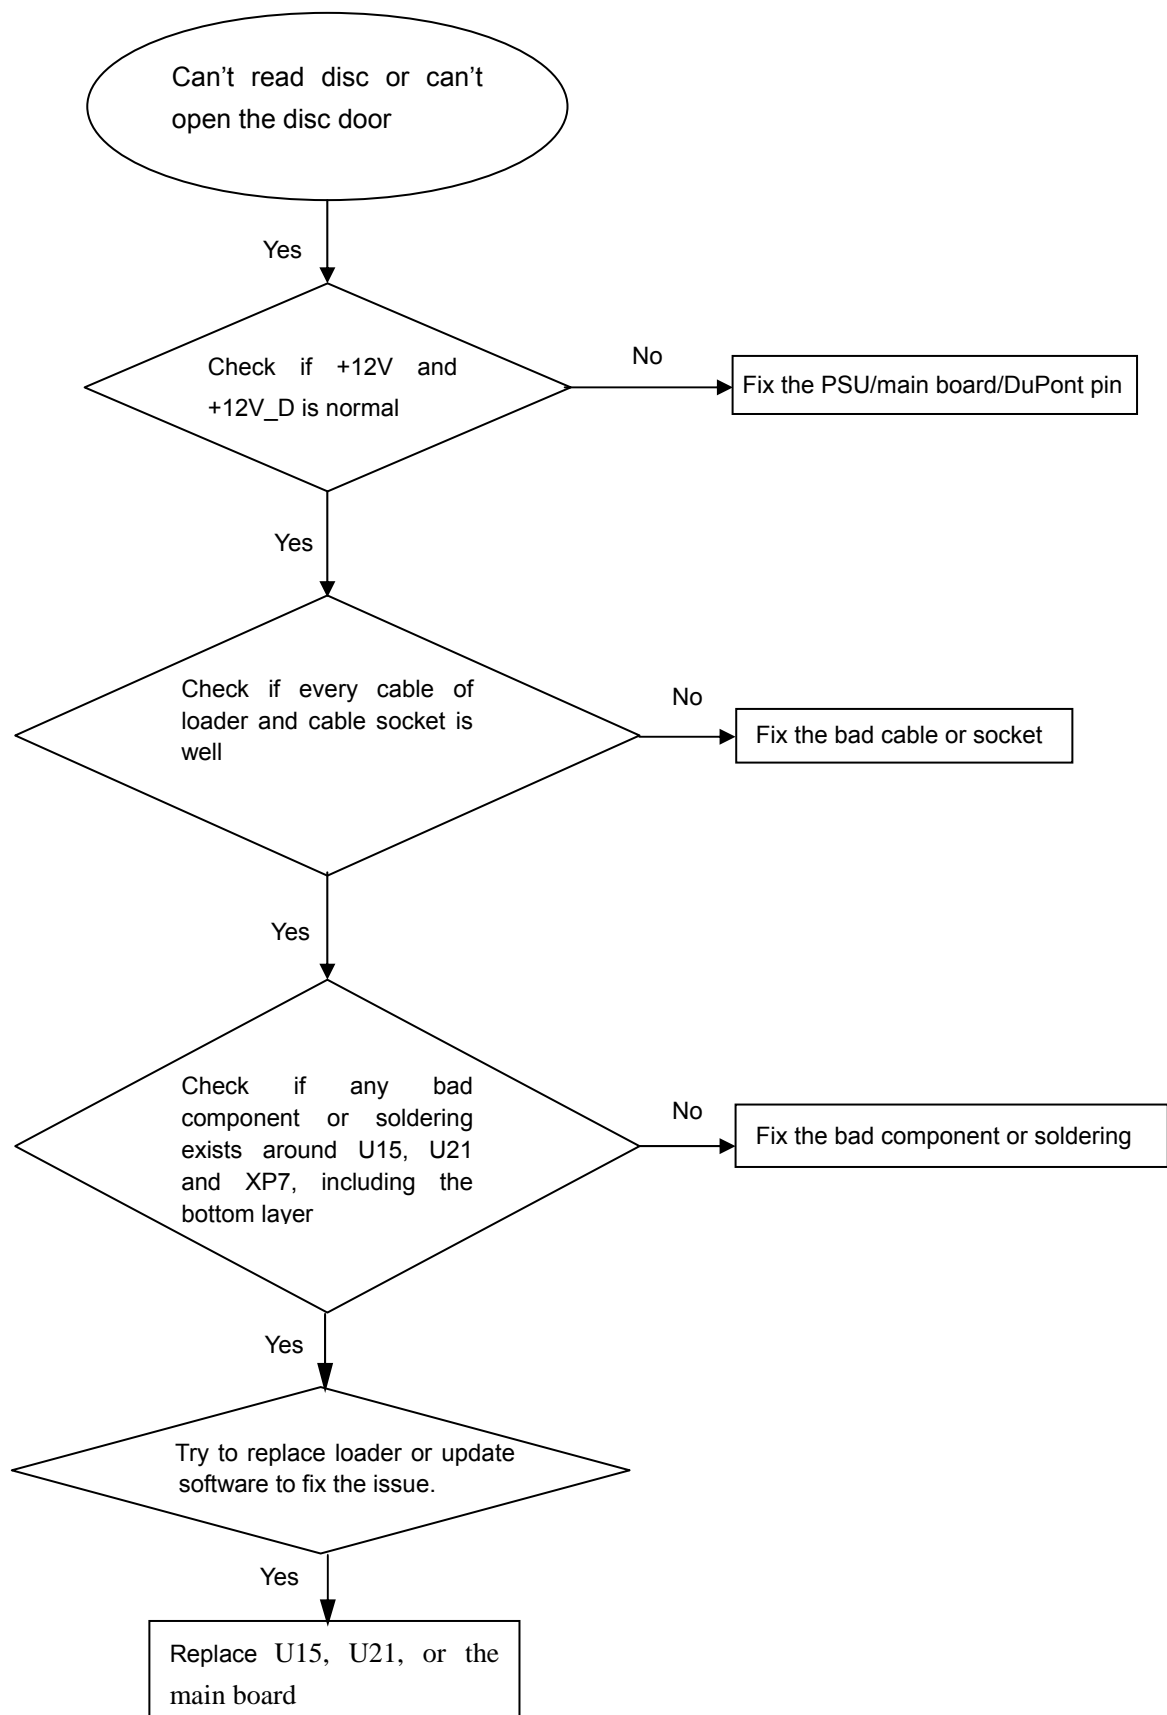 Can't read disc or can't
open the disc door
Yes
Check if +12V and
+12V_D is normal
No
Fix the PSU/main board/DuPont pin
Yes
Check if every cable of
loader and cable socket is
well
No
Fix the bad cable or socket
Yes
Check if any bad
component or soldering
exists around U15, U21
and XP7, including the
bottom layer
No
Fix the bad component or soldering
Yes
Try to replace loader or update
software to fix the issue.
Yes
Replace U15, U21, or the
main board